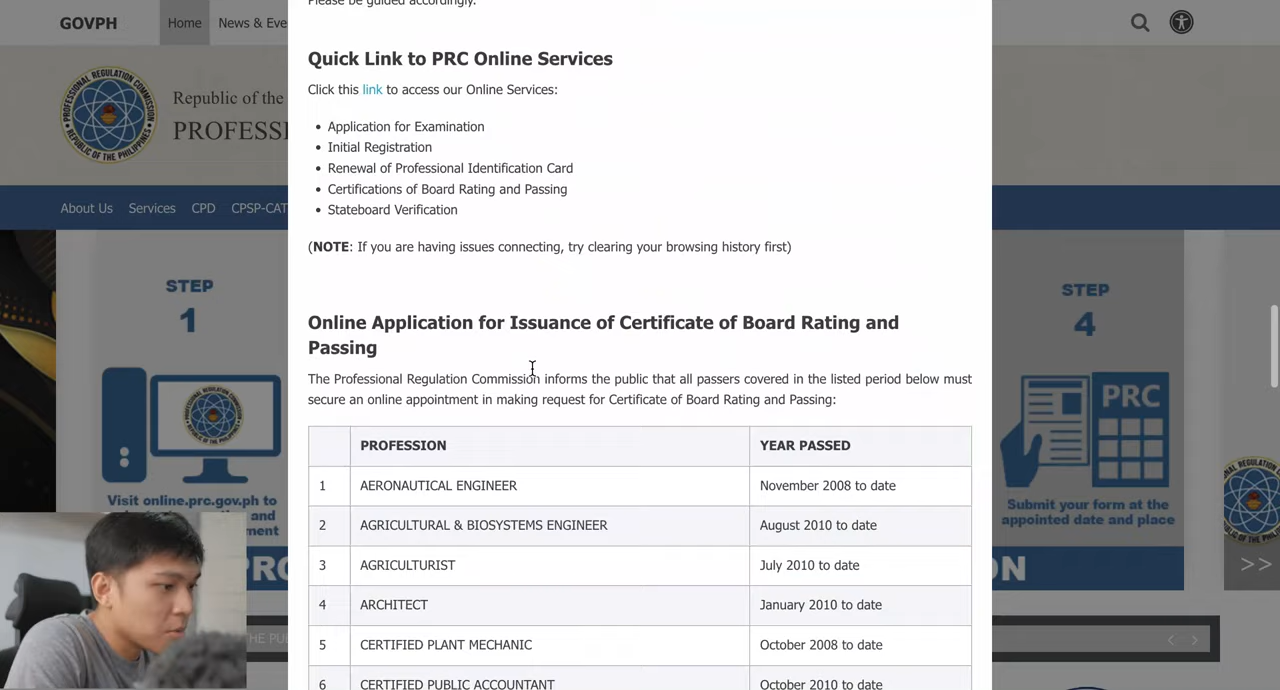 Please be guided accordingly.
GOVPH
Home
News & Eve
Quick Link to PRC Online Services
Click this link to access our Online Services:
Republic of the
PROFESSI
• Application for Examination
• Initial Registration
• Renewal of Professional Identification Card
• Certifications of Board Rating and Passing
• Stateboard Verification
About Us
Services
CPD
CPSP-CAT
(NOTE: If you are having issues connecting, try clearing your browsing history first)
STEP
1
Visit online.prc.gov.ph to
and
ment
STEP
4
PRC
Submit your form at the
appointed date and place
ON
>>
Online Application for Issuance of Certificate of Board Rating and
Passing
The Professional Regulation Commission informs the public that all passers covered in the listed period below must
secure an online appointment in making request for Certificate of Board Rating and Passing:
PROFESSION YEAR PASSED
1 AERONAUTICAL ENGINEER November 2008 to date
2 AGRICULTURAL & BIOSYSTEMS ENGINEER August 2010 to date
3 AGRICULTURIST July 2010 to date
4 ARCHITECT January 2010 to date
5 CERTIFIED PLANT MECHANIC October 2008 to date
6 CERTIFIED PUBLIC ACCOUNTANT October 2010 to date